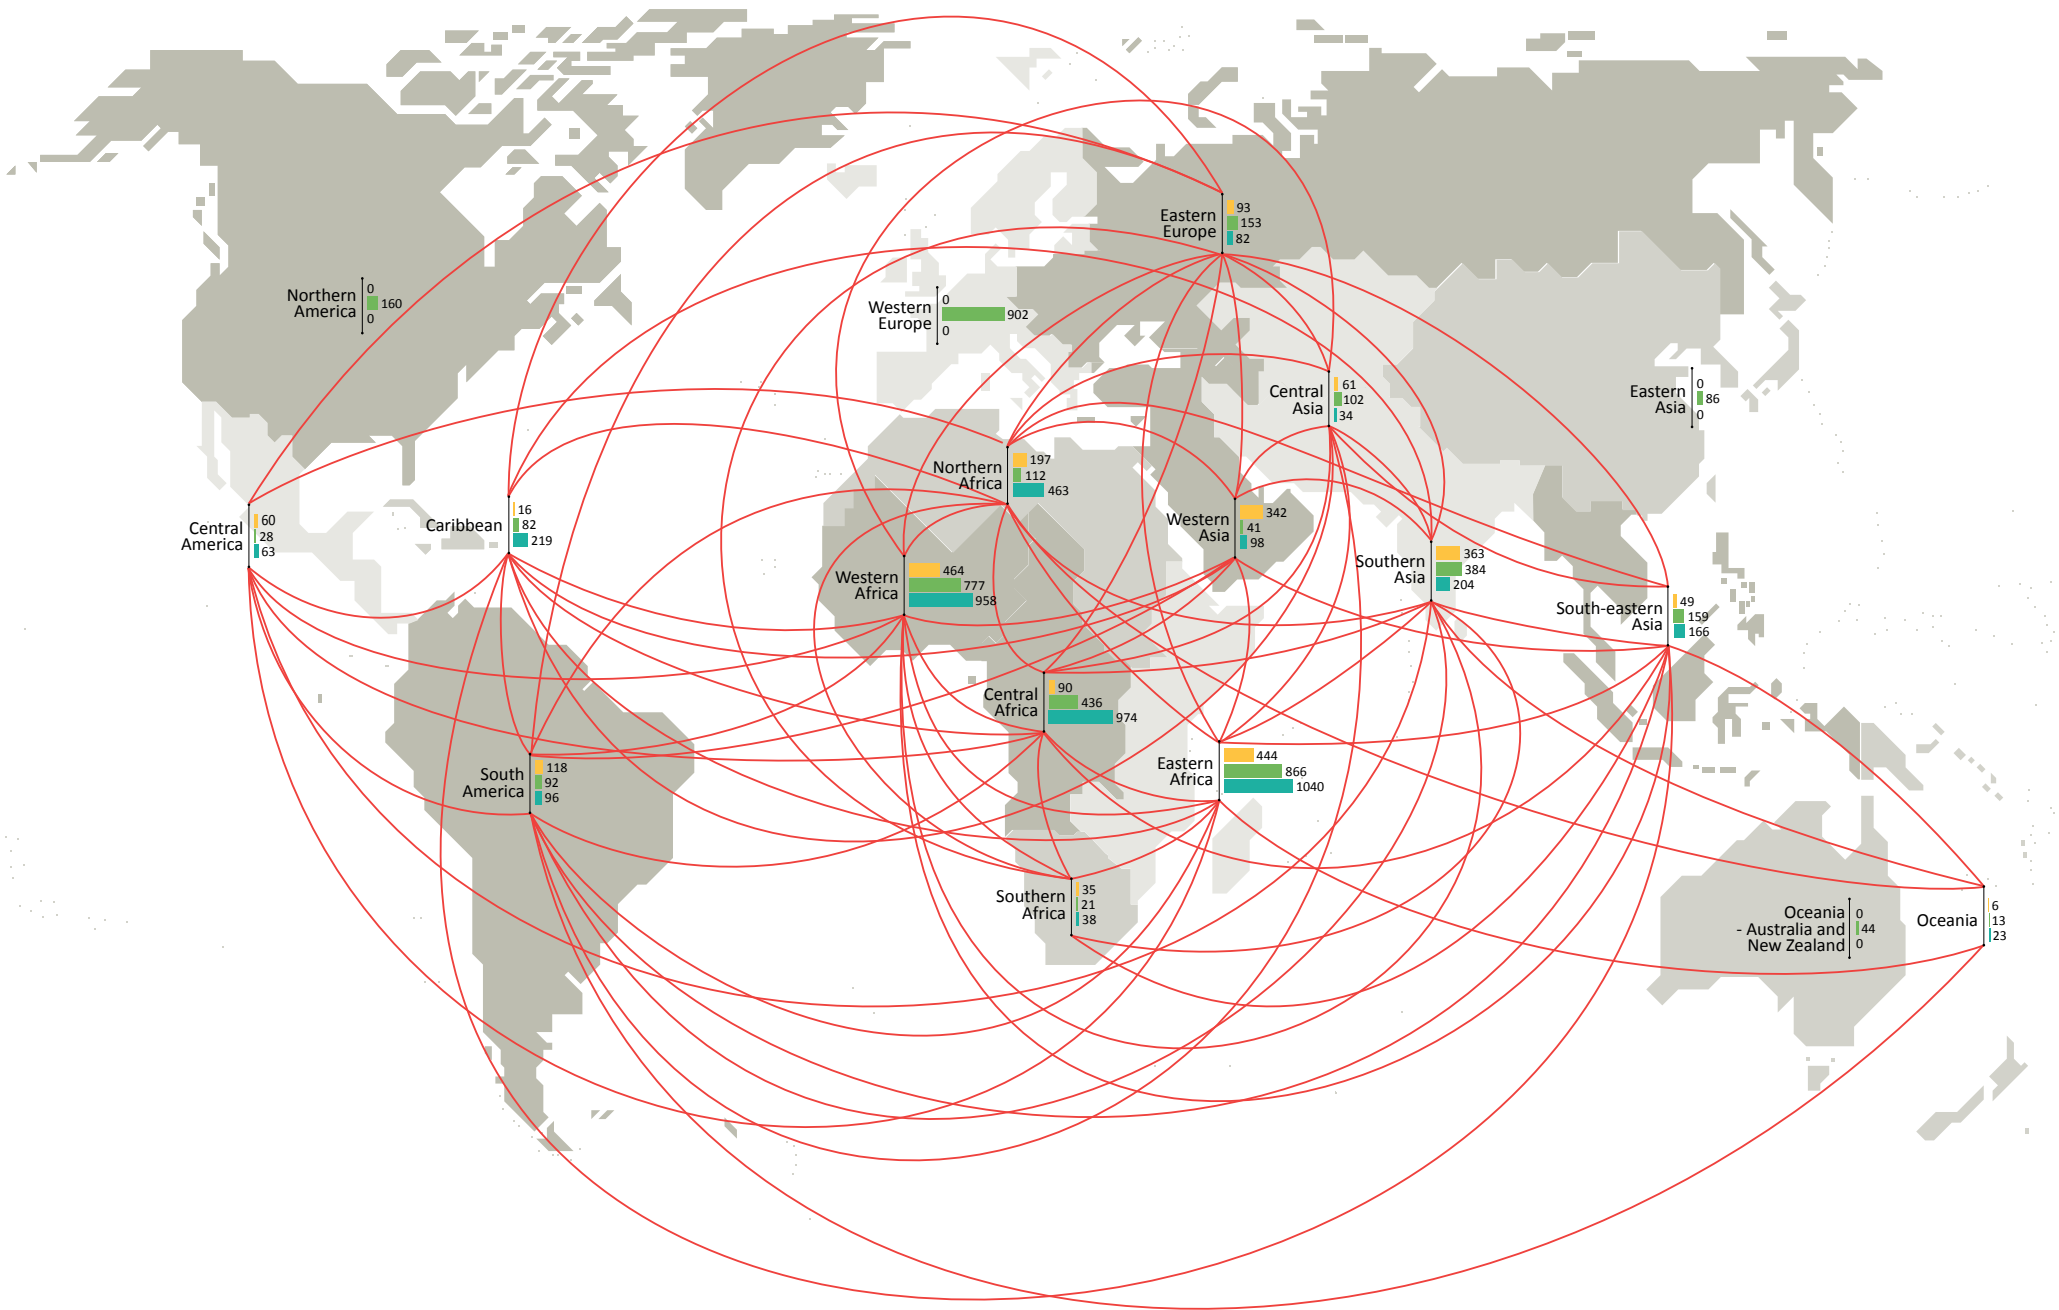 Eastern
Europe
93
153
82
Northern
America
0
160
0
Western
Europe
0
902
0
Central
Asia
61
102
34
Eastern
Asia
0
86
0
Northern
Africa
197
112
463
Central
America
60
28
63
Caribbean
16
82
219
Western
Asia
342
41
98
Western
Africa
464
777
958
Southern
Asia
363
384
204
South-eastern
Asia
49
159
166
Central
Africa
90
436
974
South
America
118
92
96
Eastern
Africa
444
866
1040
Southern
Africa
35
21
38
Oceania
- Australia and
New Zealand
0
44
0
Oceania
6
13
23